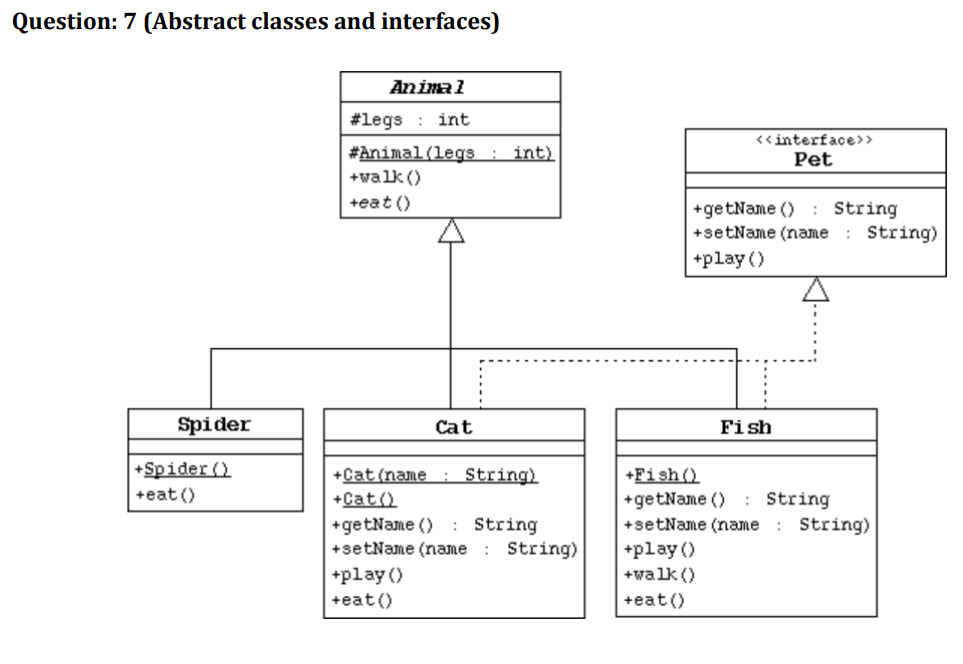 Question: 7 (Abstract classes and interfaces)
Animal
#legs : int
#Animal(legs : int)
+walk()
+eat()
<<interface>>
Pet
+getName() : String
+setName(name : String)
+play()
Spider
+Spider()
+eat()
Cat
+Cat(name : String)
+Cat()
+getName() : String
+setName(name : String)
+play()
+eat()
Fish
+Fish()
+getName() : String
+setName(name : String)
+play()
+walk()
+eat()